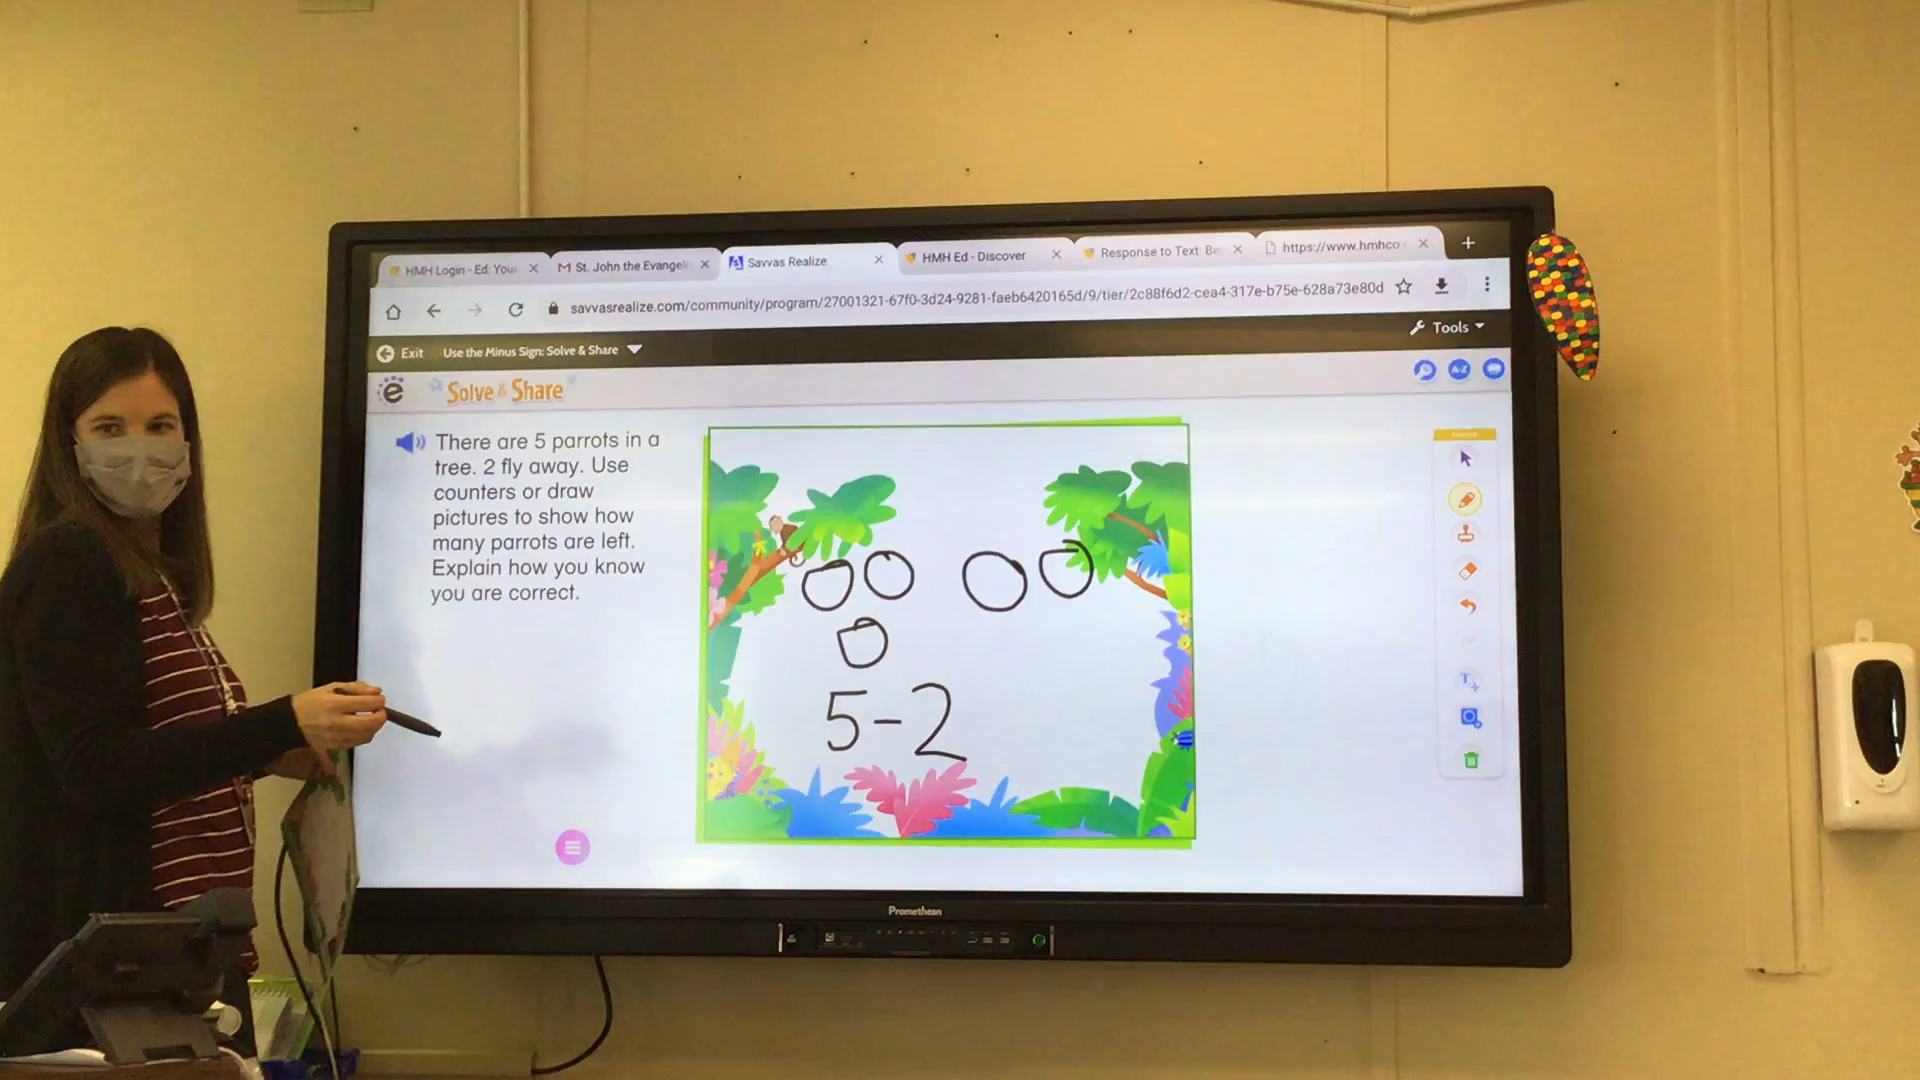 HMH Login - Ed: Your
St. John the Evangeli
Savvas Realize
HMH Ed - Discover
Response to Text: Be
https://www.hmhco
savvasrealize.com/community/program/27001321-67f0-3d24-9281-faeb6420165d/9/tier/2c88f6d2-cea4-317e-b75e-628a73e80d
Tools
Exit Use the Minus Sign: Solve & Share
e Solve & Share
A-Z
There are 5 parrots in a
tree. 2 fly away. Use
counters or draw
pictures to show how
many parrots are left.
Explain how you know
you are correct.
5-2
T
Promethean